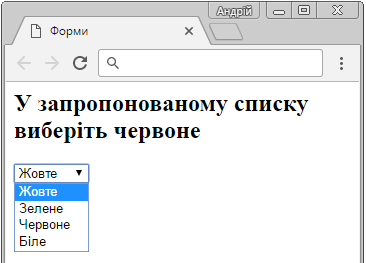 Андрій
Форми
У запропонованому списку
виберіть червоне
Жовте
Жовте
Зелене
Червоне
Біле